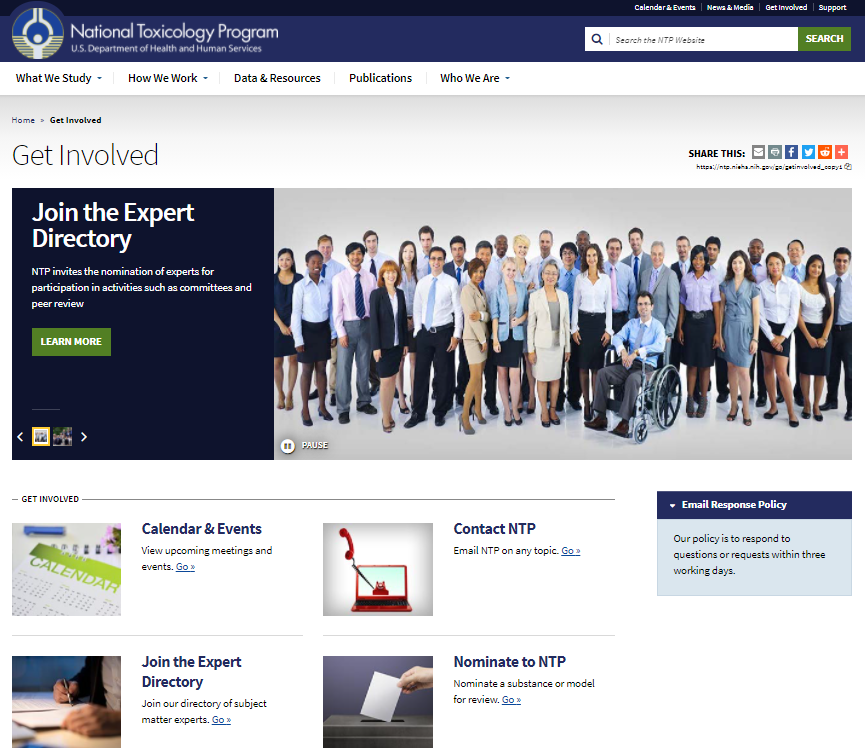 Calendar & Events News & Media Get Involved Support
National Toxicology Program
U.S. Department of Health and Human Services
Search the NTP Website SEARCH
What We Study How We Work Data & Resources Publications Who We Are
Home » Get Involved
Get Involved
SHARE THIS:
https://ntp.niehs.nih.gov/go/getinvolved_copy1
Join the Expert
Directory
NTP invites the nomination of experts for
participation in activities such as committees and
peer review
LEARN MORE
PAUSE
GET INVOLVED
Calendar & Events
View upcoming meetings and
events. Go »
CALENDAR
Contact NTP
Email NTP on any topic. Go »
Join the Expert
Directory
Join our directory of subject
matter experts. Go »
Nominate to NTP
Nominate a substance or model
for review. Go »
Email Response Policy
Our policy is to respond to
questions or requests within three
working days.